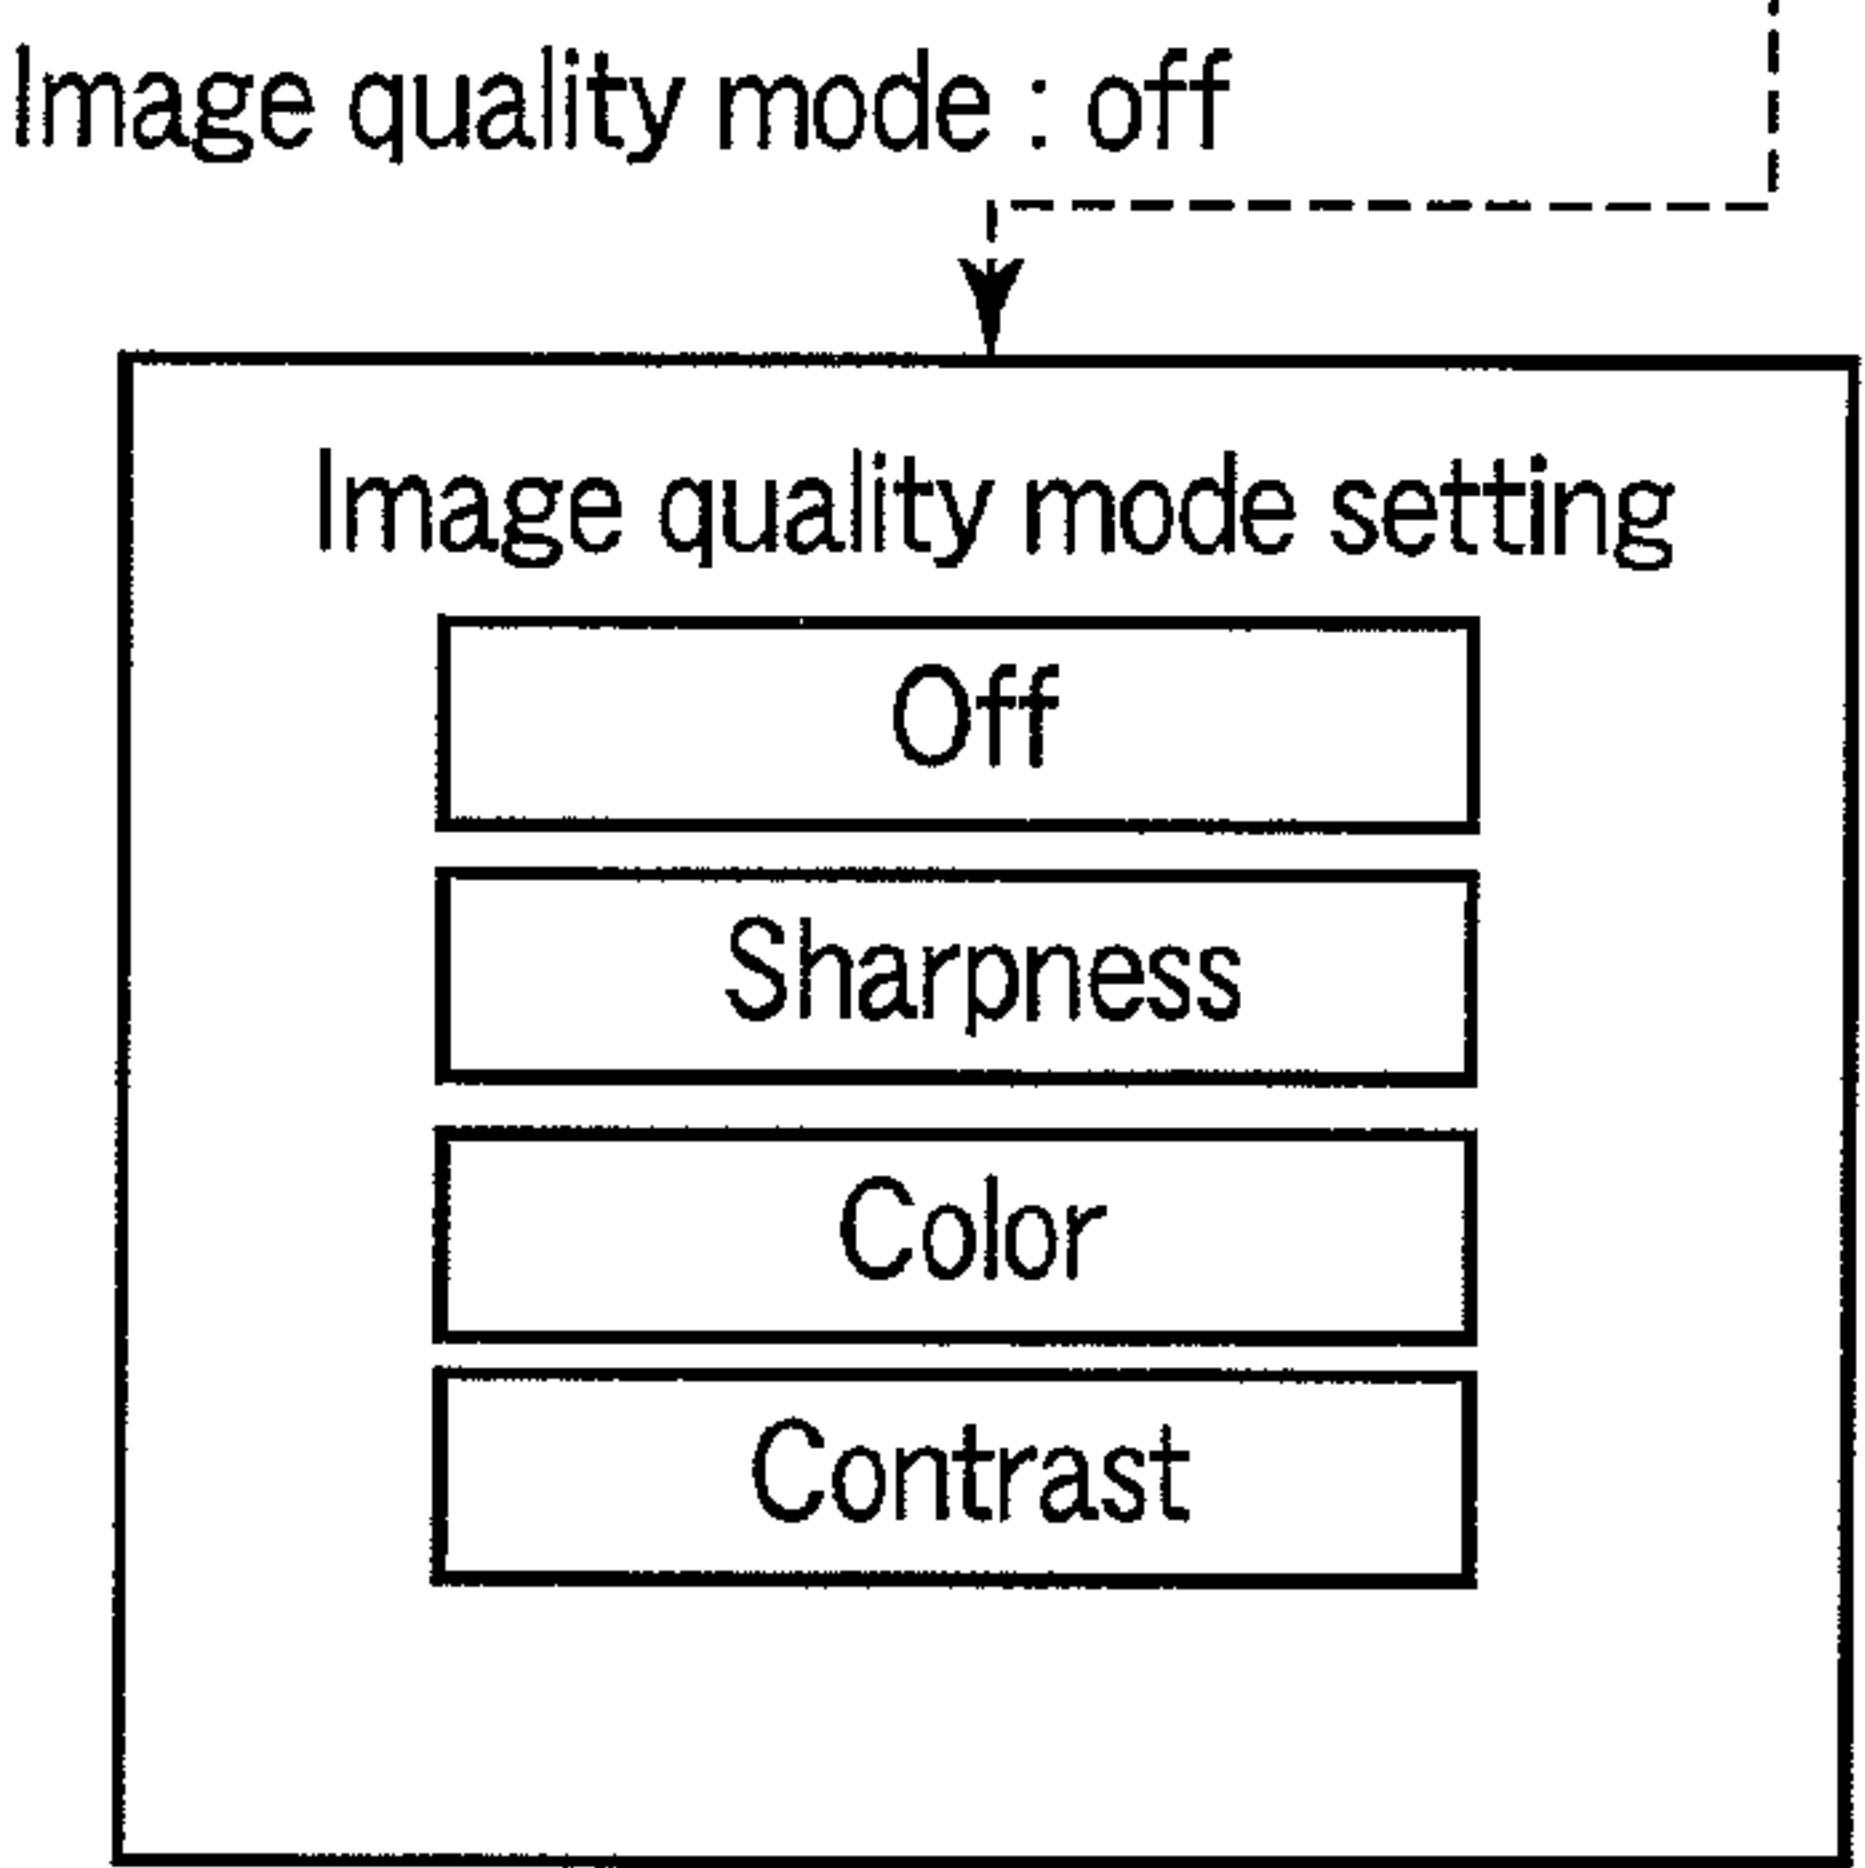 Image quality mode : off
Image quality mode setting
Off
Sharpness
Color
Contrast